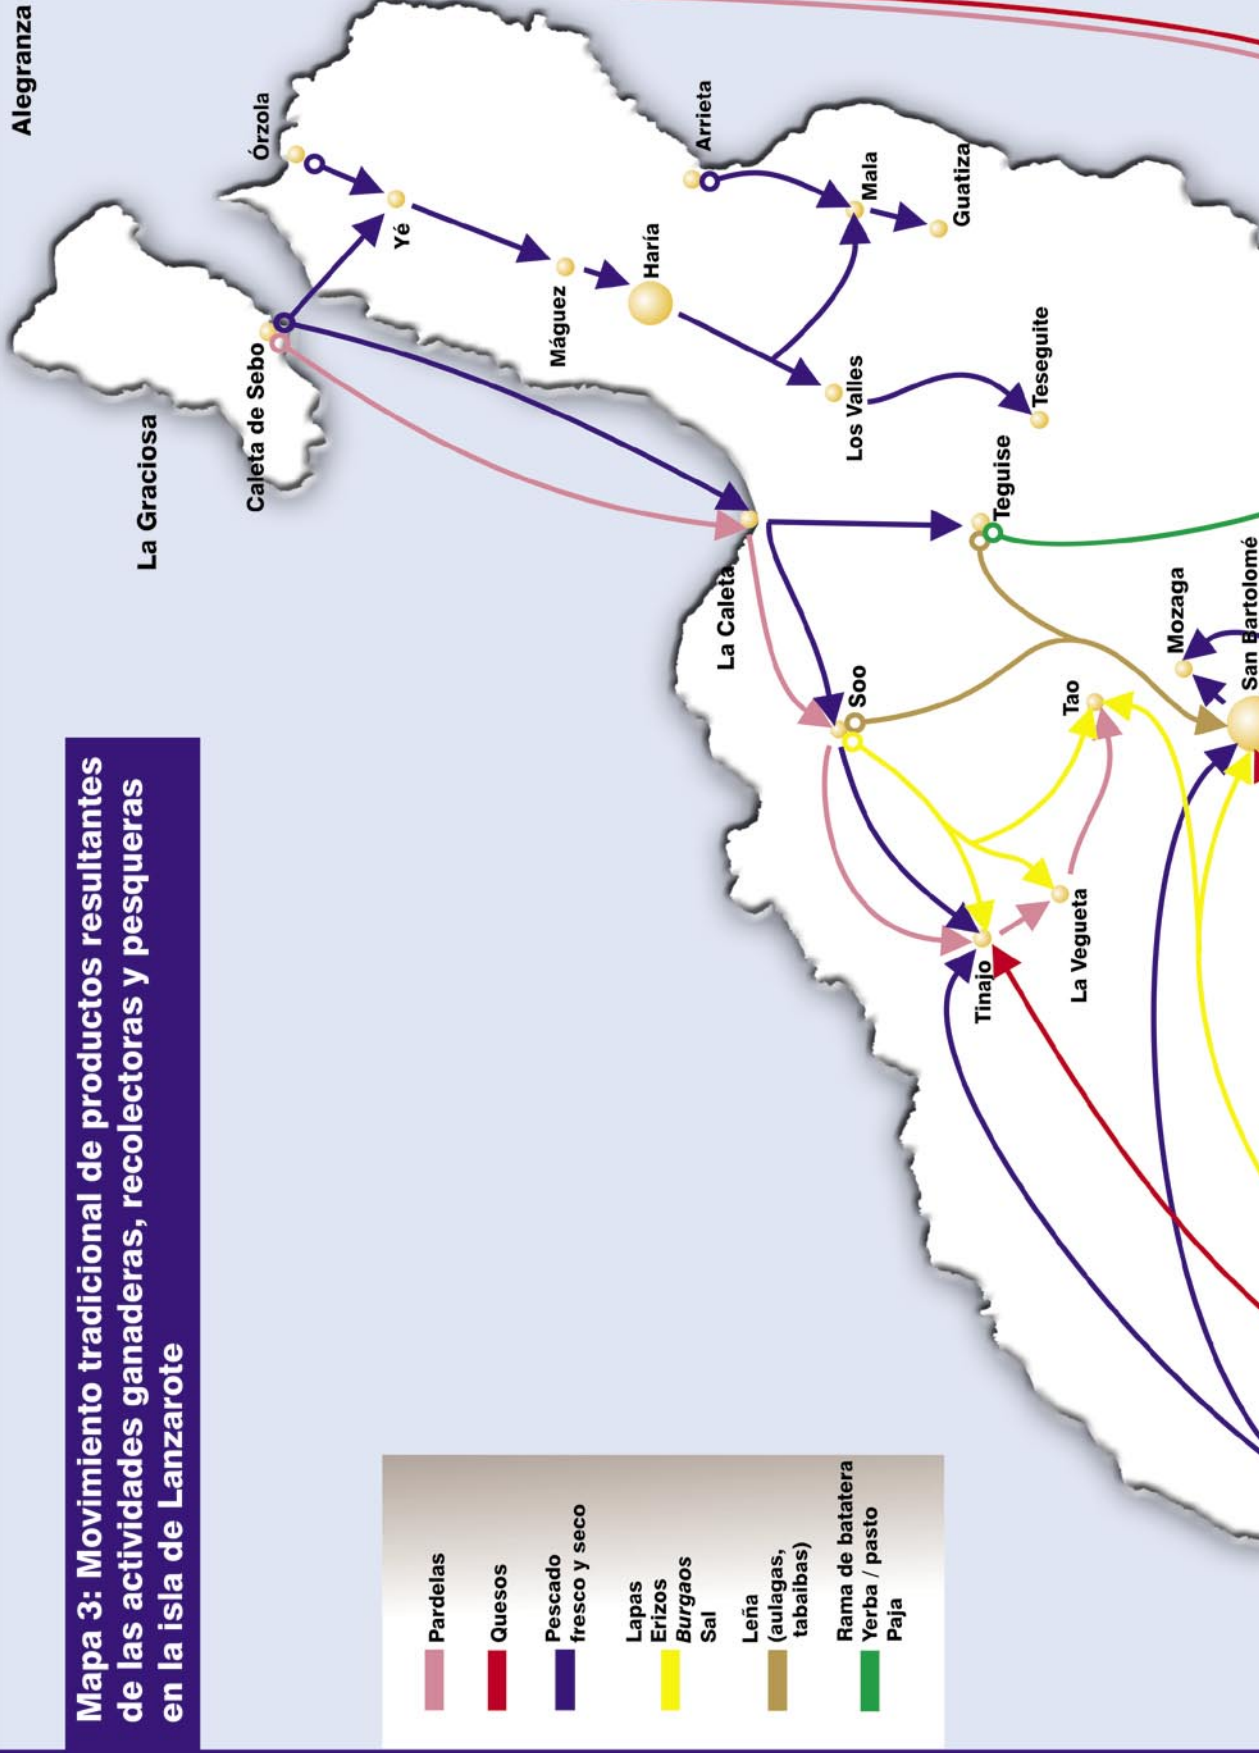 Mapa 3: Movimiento tradicional de productos resultantes
de las actividades ganaderas, recolectoras y pesqueras
en la isla de Lanzarote
Pardelas
Quesos
Pescado
fresco y seco
Lapas
Erizos
Burgaos
Sal
Leña
(aulagas,
tabaibas)
Rama de batatera
Yerba / pasto
Paja
Alegranza
La Graciosa
Caleta de Sebo
Órzola
Yé
Máguez
Haría
Arrieta
Mala
Guatiza
Los Valles
Teseguite
La Caleta
Teguise
Soo
Tao
Mozaga
San Bartolomé
Tinajo
La Vegueta